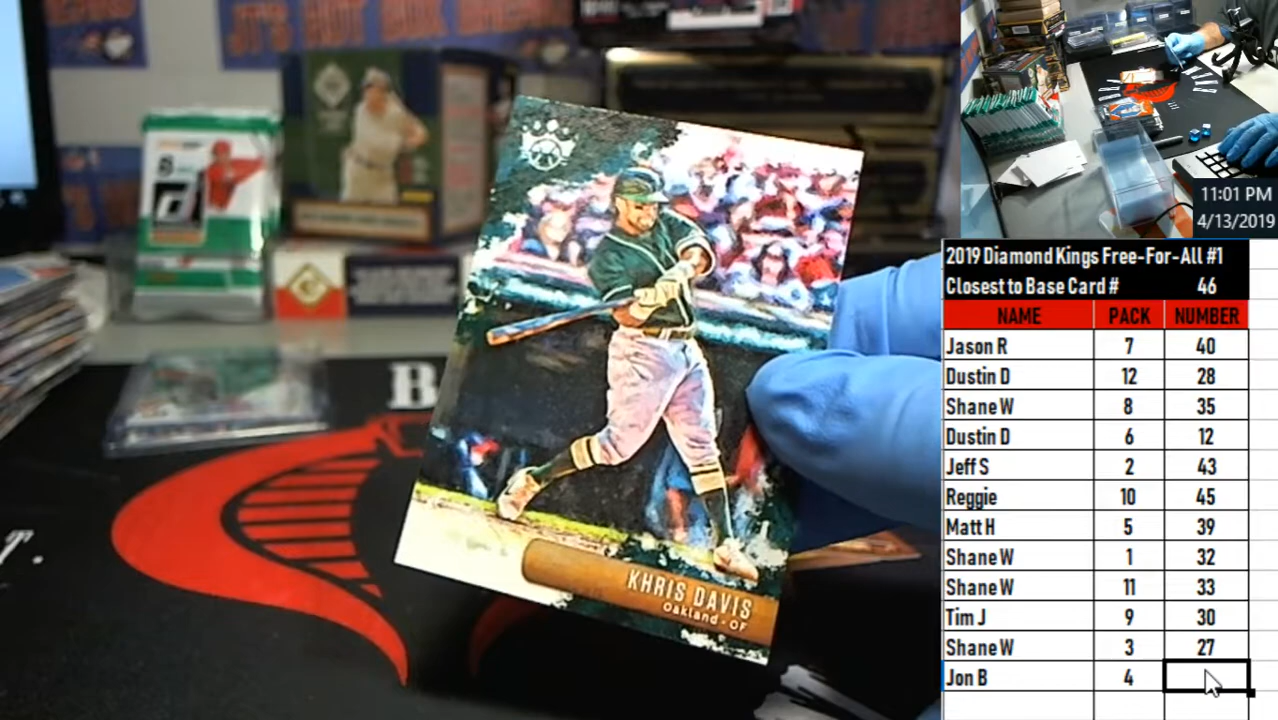 KHRIS DAVIS
Oakland - OF
B
T.
11:01 PM
4/13/2019
2019 Diamond Kings Free-For-All #1
Closest to Base Card # 46
NAME PACK NUMBER
Jason R 7 40
Dustin D 12 28
Shane W 8 35
Dustin D 6 12
Jeff S 2 43
Reggie 10 45
Matt H 5 39
Shane W 1 32
Shane W 11 33
Tim J 9 30
Shane W 3 27
Jon B 4